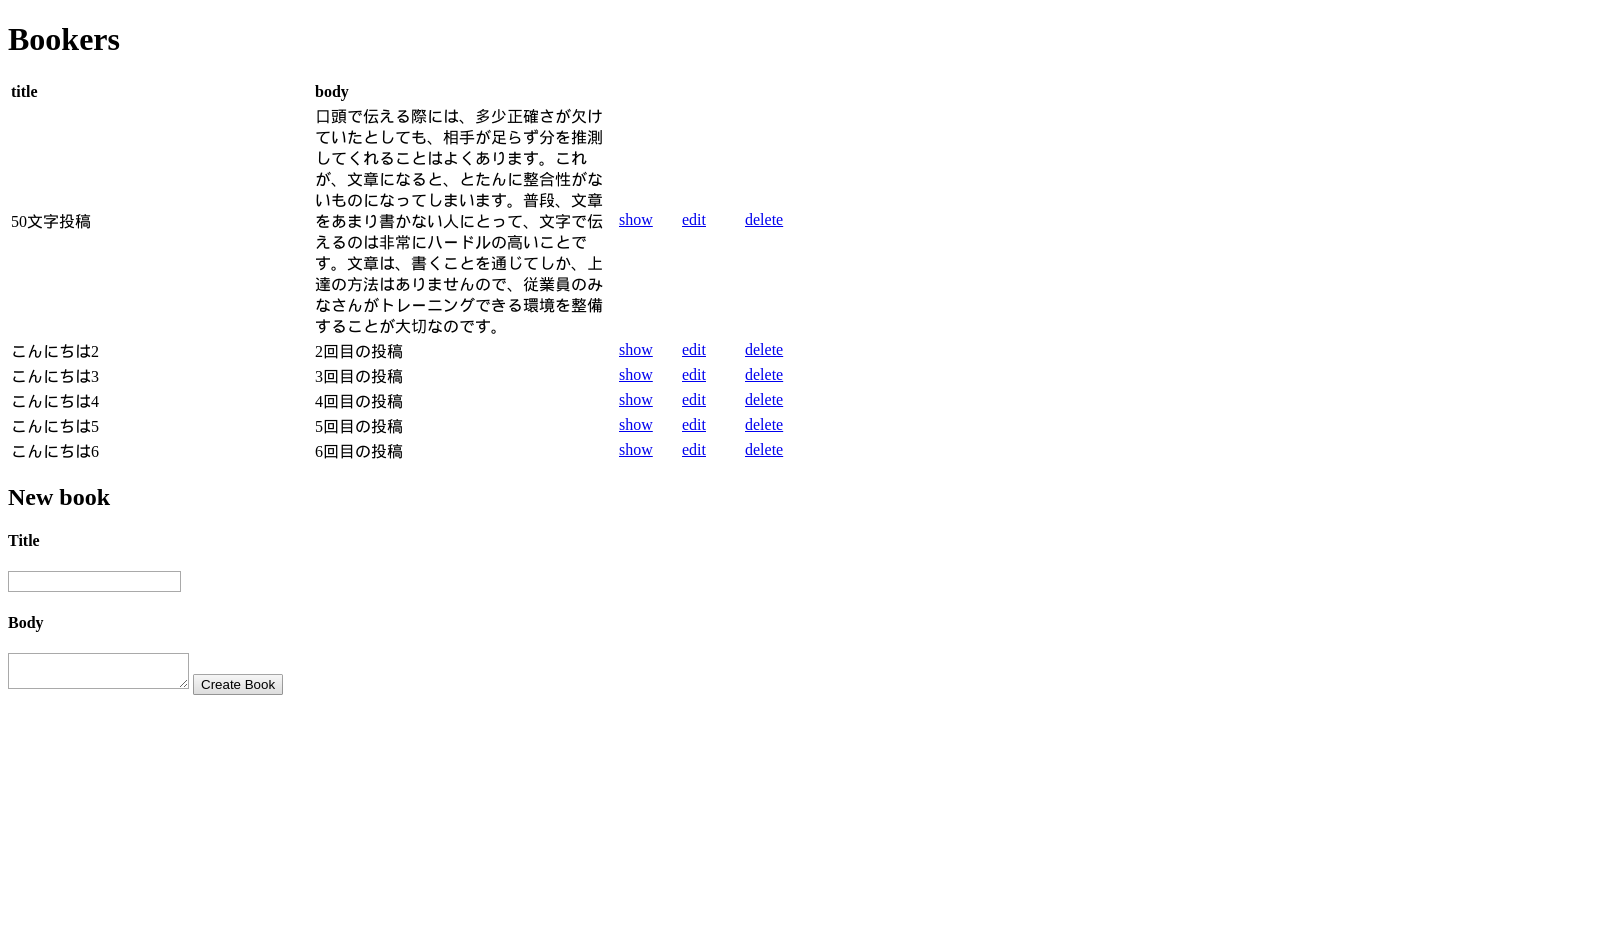 Bookers
title body
口頭で伝える際には、多少正確さが欠け
ていたとしても、相手が足らず分を推測
してくれることはよくあります。これ
が、文章になると、とたんに整合性がな
いものになってしまいます。普段、文章
50文字投稿 をあまり書かない人にとって、文字で伝 show edit delete
えるのは非常にハードルの高いことで
す。文章は、書くことを通じてしか、上
達の方法はありませんので、従業員のみ
なさんがトレーニングできる環境を整備
することが大切なのです。
こんにちは2 2回目の投稿 show edit delete
こんにちは3 3回目の投稿 show edit delete
こんにちは4 4回目の投稿 show edit delete
こんにちは5 5回目の投稿 show edit delete
こんにちは6 6回目の投稿 show edit delete
New book
Title
Body
Create Book